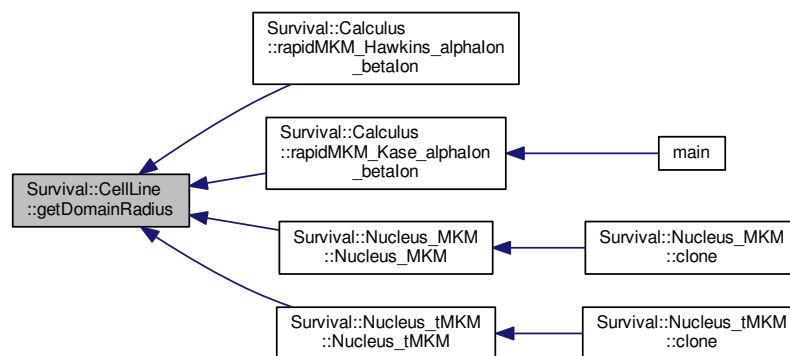 Survival::Calculus
::rapidMKM_Hawkins_alphaIon
_betaIon
Survival::Calculus
::rapidMKM_Kase_alphaIon
_betaIon
main
Survival::CellLine
::getDomainRadius
Survival::Nucleus_MKM
::Nucleus_MKM
Survival::Nucleus_MKM
::clone
Survival::Nucleus_tMKM
::Nucleus_tMKM
Survival::Nucleus_tMKM
::clone